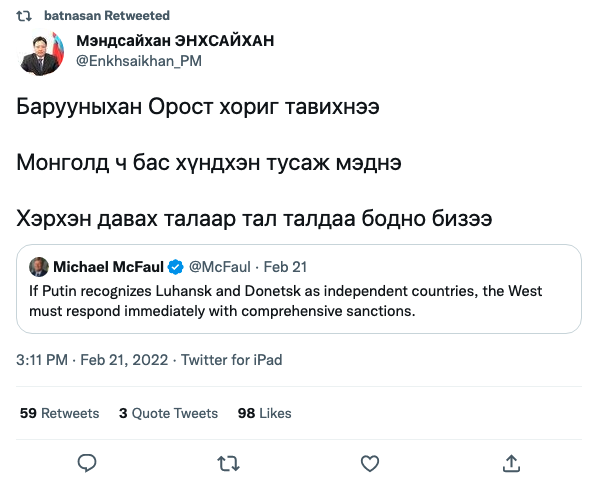 batnasan Retweeted
Мэндсайхан ЭНХСАЙХАН
@Enkhsaikhan_PM
Барууныхан Орост хориг тавихнээ
Монголд ч бас хүндхэн тусаж мэднэ
Хэрхэн давах талаар тал талдаа бодно бизээ
Michael McFaul @McFaul · Feb 21
If Putin recognizes Luhansk and Donetsk as independent countries, the West
must respond immediately with comprehensive sanctions.
3:11 PM · Feb 21, 2022 · Twitter for iPad
59 Retweets 3 Quote Tweets 98 Likes